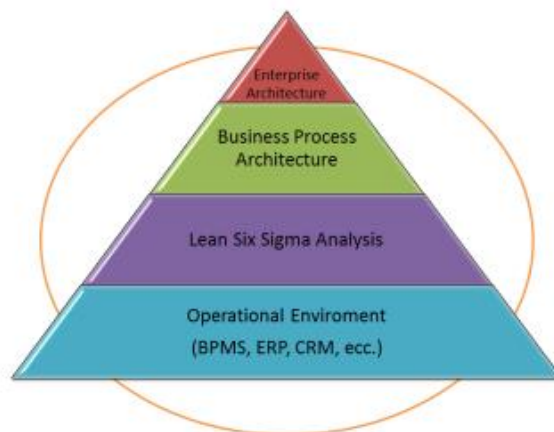 Enterprise
Architecture
Business Process
Architecture
Lean Six Sigma Analysis
Operational Enviroment
(BPMS, ERP, CRM, ecc.)